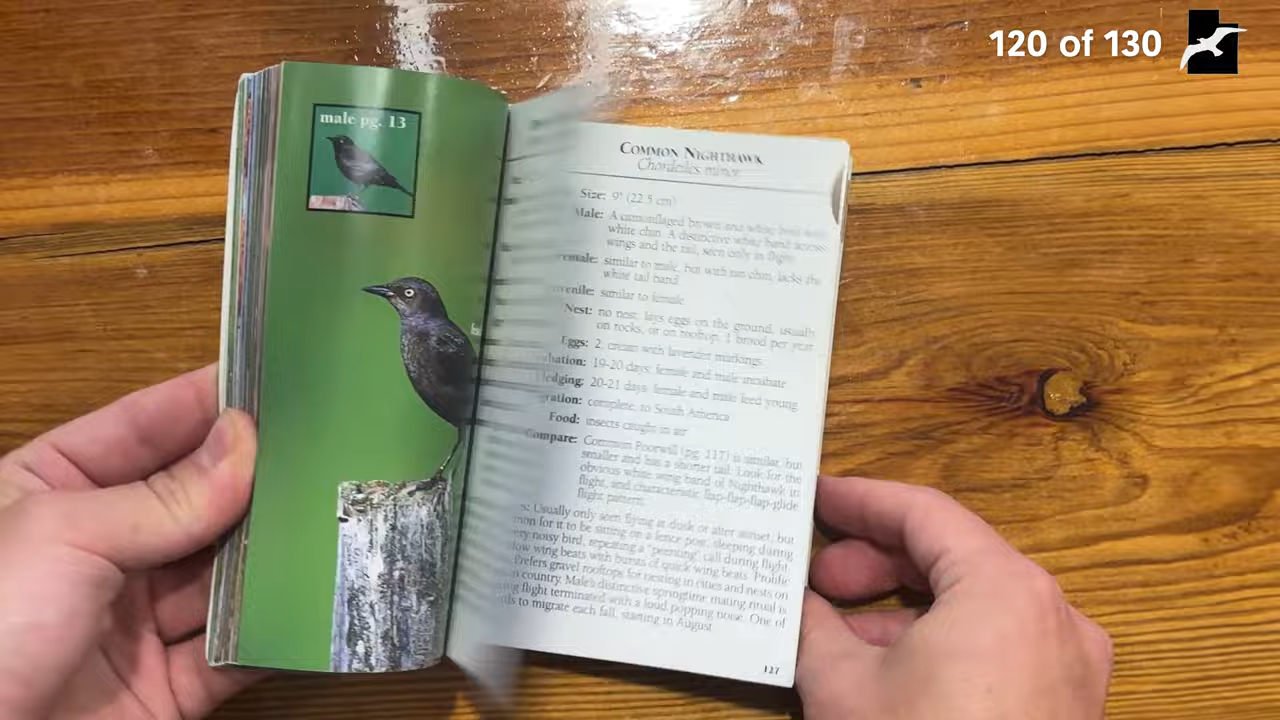 120 of 130
male pg. 13
COMMON NIGHTHAWK
Chordeiles minor
Size: 9" (22.5 cm)
Male: A camouflaged brown and white bird with
white chin. A distinctive white band across
wings and the tail, seen only in flight
similar to male, but with tan chin, lacks the
white tail band
similar to female
Nest: no nest; lays eggs on the ground, usually
on rocks, or on rooftop; 1 brood per year
Eggs: 2; cream with lavender markings
19-20 days; female and male incubate
20-21 days; female and male feed young
complete, to South America
Food: insects caught in air
Compare: Common Poorwill (pg. 117) is similar, but
smaller and has a shorter tail. Look for the
obvious white wing band of Nighthawk in
flight, and characteristic flap-flap-flap-glide
flight pattern.
Usually only seen flying at dusk or after sunset, but
for it to be sitting on a fence post, sleeping during
noisy bird, repeating a "peenting" call during flight.
wing beats with bursts of quick wing beats. Prolific
Prefers gravel rooftops for nesting in cities and nests on
country. Male's distinctive springtime mating ritual is
flight terminated with a loud popping noise. One of
to migrate each fall, starting in August.
127